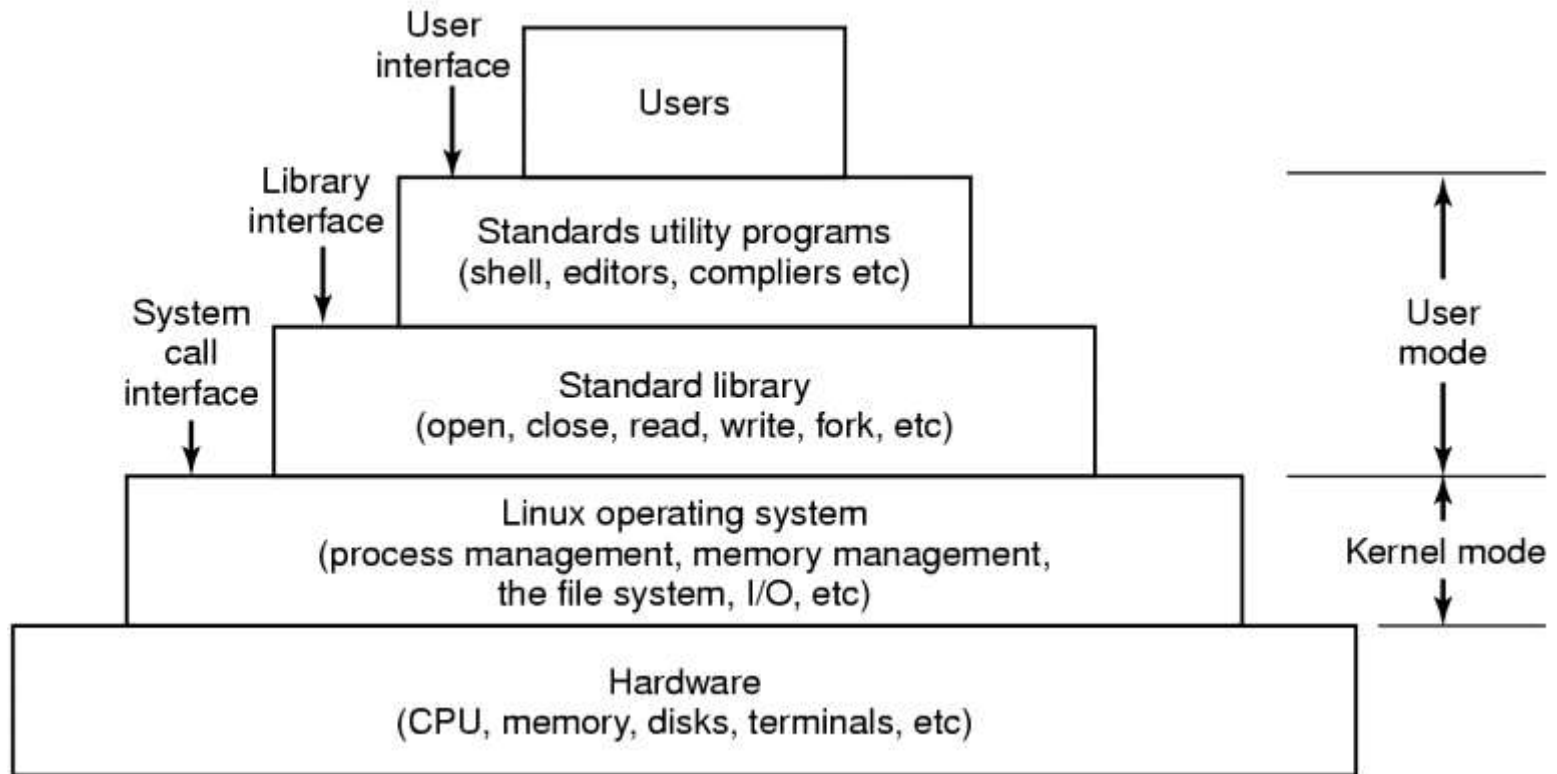 User
interface
Users
Library
interface
Standards utility programs
(shell, editors, compliers etc)
System
call
interface
User
mode
Standard library
(open, close, read, write, fork, etc)
Linux operating system
(process management, memory management,
the file system, I/O, etc)
Kernel mode
Hardware
(CPU, memory, disks, terminals, etc)